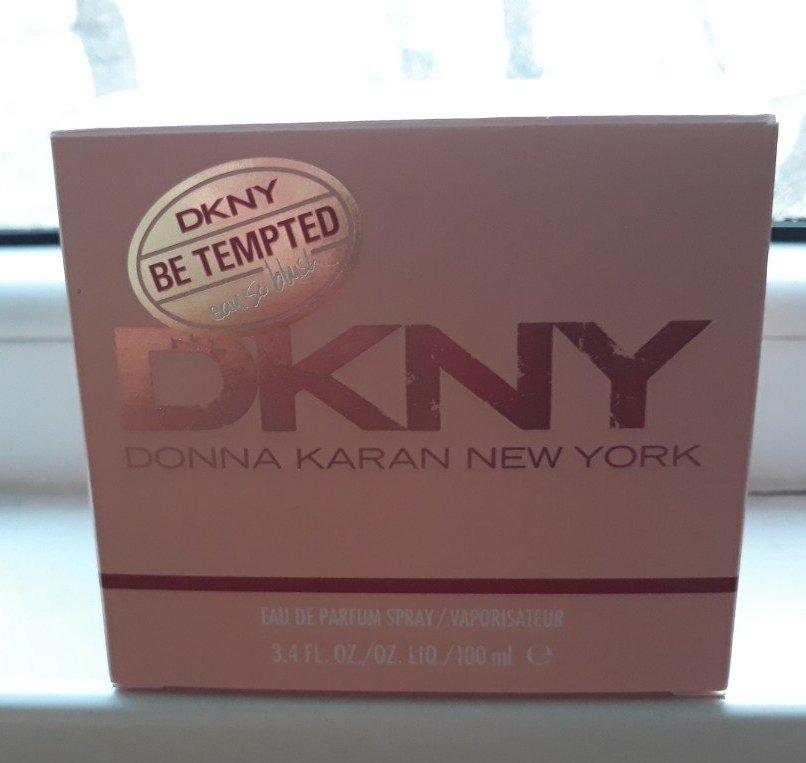 DKNY
BE TEMPTED
eau so blush
DKNY
DONNA KARAN NEW YORK
EAU DE PARFUM SPRAY / VAPORISATEUR
3.4 FL. OZ./OZ. LIQ./100 ml ℮